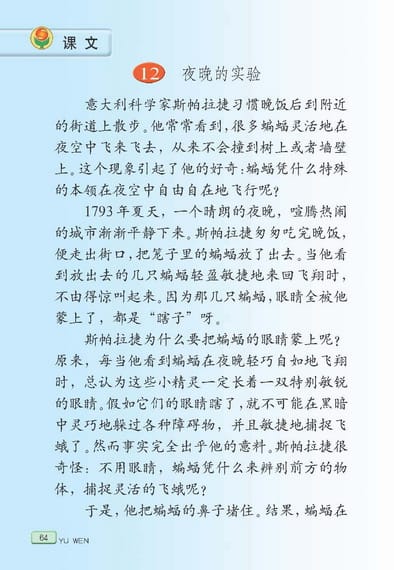 课文
12 夜晚的实验
意大利科学家斯帕拉捷习惯晚饭后到附近
的街道上散步。他常常看到，很多蝙蝠灵活地在
夜空中飞来飞去，从来不会撞到树上或者墙壁
上。这个现象引起了他的好奇：蝙蝠凭什么特殊
的本领在夜空中自由自在地飞行呢？
1793年夏天，一个晴朗的夜晚，喧腾热闹
的城市渐渐平静下来。斯帕拉捷匆匆吃完晚饭，
便走出街口，把笼子里的蝙蝠放了出去。当他看
到放出去的几只蝙蝠轻盈敏捷地来回飞翔时，
不由得惊叫起来。因为那几只蝙蝠，眼睛全被他
蒙上了，都是“瞎子”呀。
斯帕拉捷为什么要把蝙蝠的眼睛蒙上呢？
原来，每当他看到蝙蝠在夜晚轻巧自如地飞翔
时，总认为这些小精灵一定长着一双特别敏锐
的眼睛。假如它们的眼睛瞎了，就不可能在黑暗
中灵巧地躲过各种障碍物，并且敏捷地捕捉飞
蛾了。然而事实完全出乎他的意料。斯帕拉捷很
奇怪：不用眼睛，蝙蝠凭什么来辨别前方的物
体，捕捉灵活的飞蛾呢？
于是，他把蝙蝠的鼻子堵住。结果，蝙蝠在
64 YU WEN